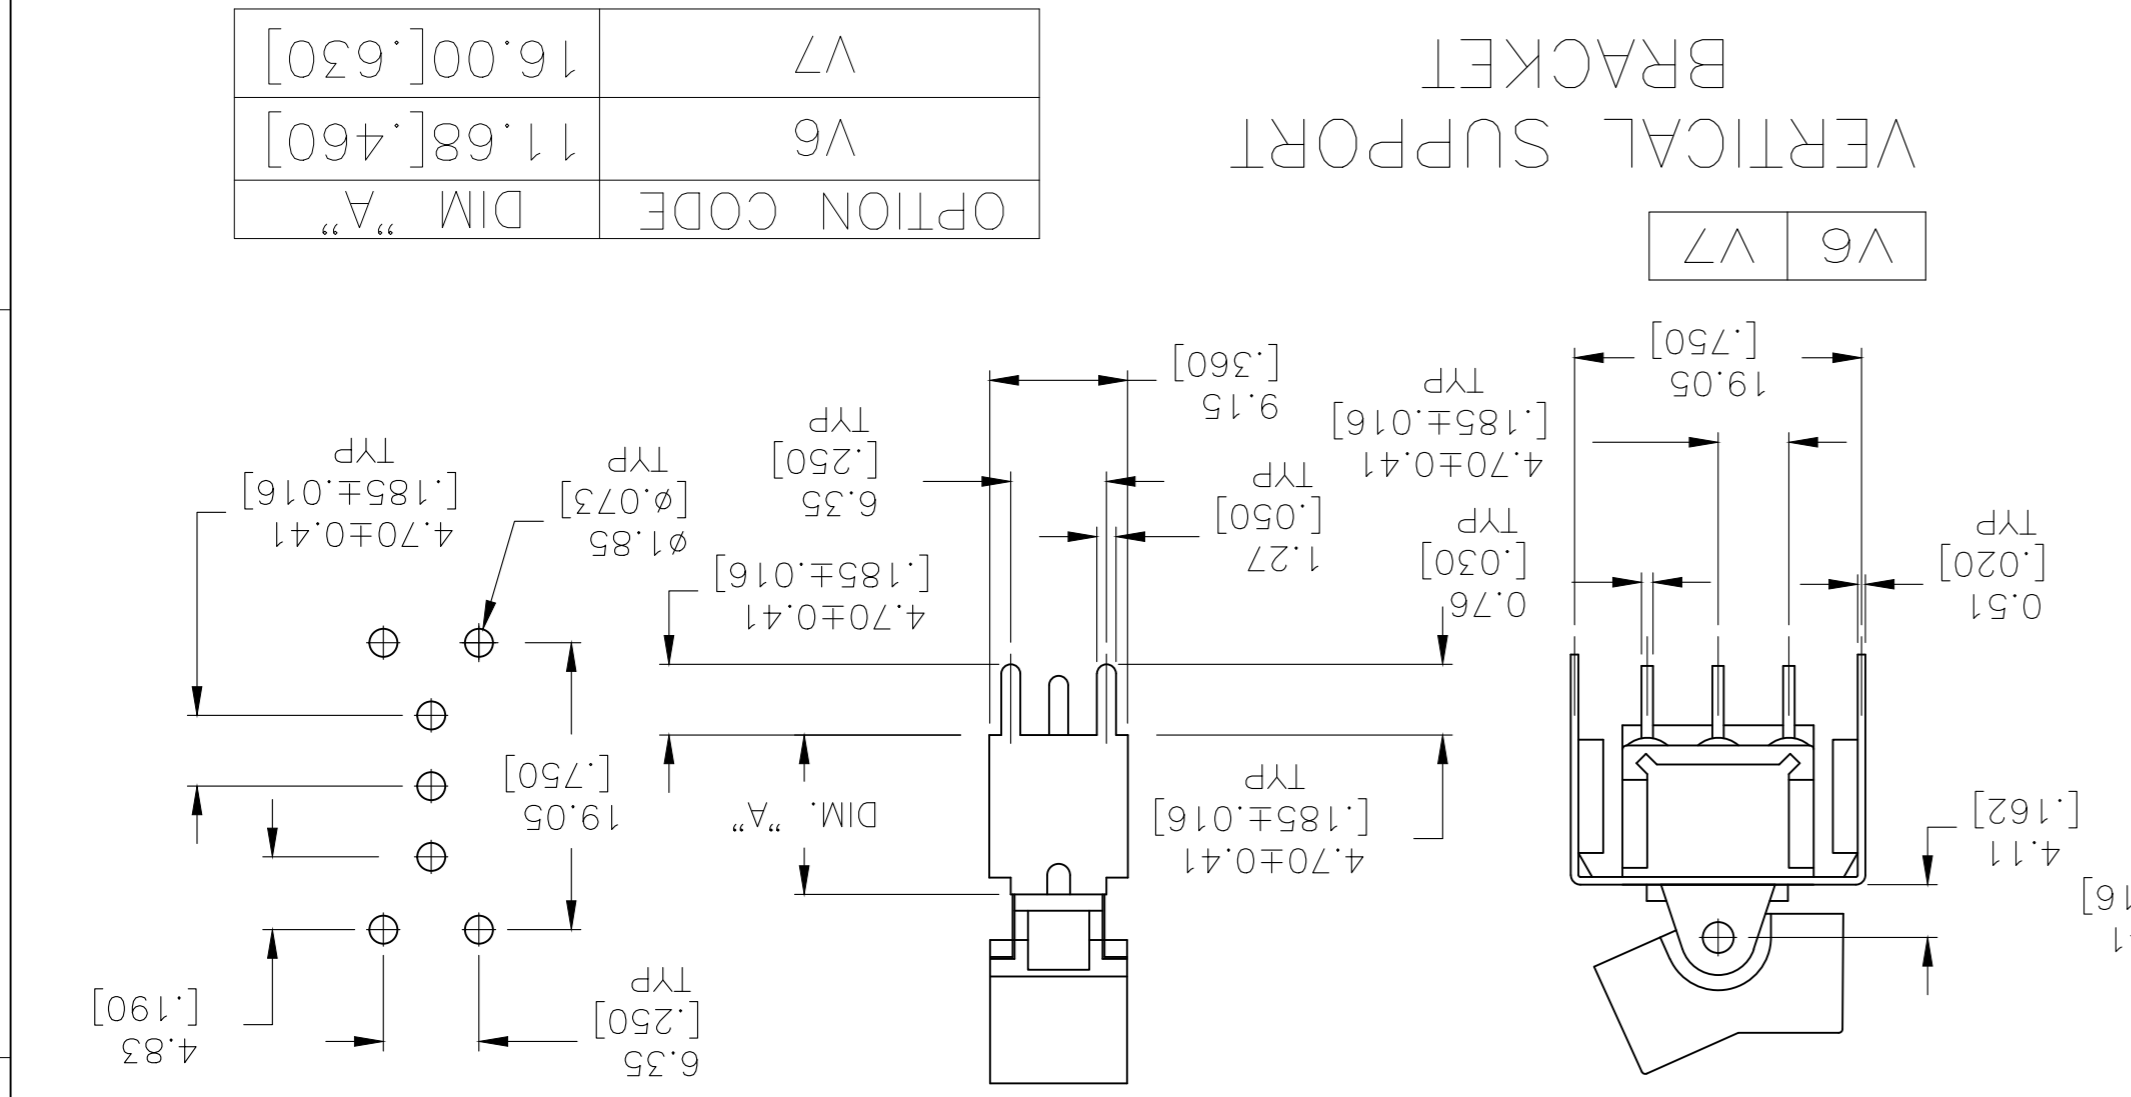 4.11
[.162]
0.51
[.020]
TYP
0.76
[.030]
TYP
4.70±0.41
[.185±.016]
TYP
19.05
[.750]
4.70±0.41
[.185±.016]
TYP
1.27
[.050]
TYP
9.15
[.360]
DIM. "A"
4.70±0.41
[.185±.016]
6.35
[.250]
TYP
6.35
[.250]
TYP
4.83
[.190]
19.05
[.750]
ø1.85
[ø.073]
TYP
4.70±0.41
[.185±.016]
TYP
V6 V7
VERTICAL SUPPORT
BRACKET
OPTION CODE DIM "A"
V6 11.68[.460]
V7 16.00[.630]